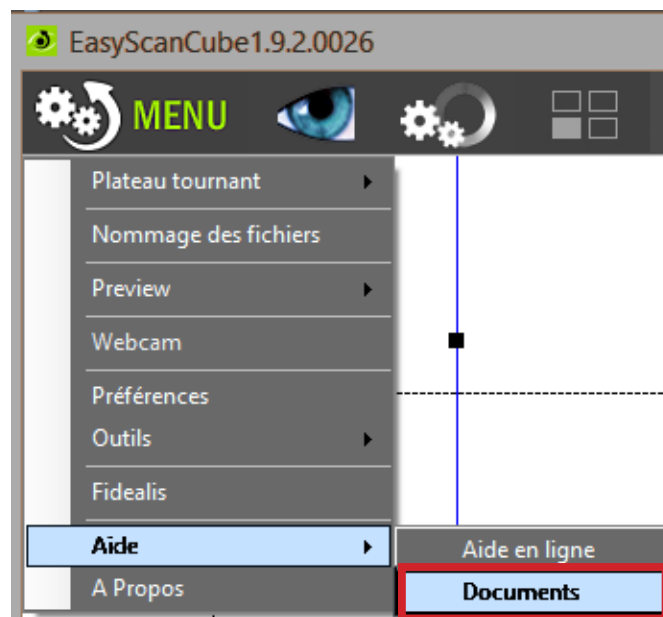 EasyScanCube1.9.2.0026
MENU
Plateau tournant
Nommage des fichiers
Preview
Webcam
Préférences
Outils
Fidealis
Aide
Aide en ligne
A Propos
Documents